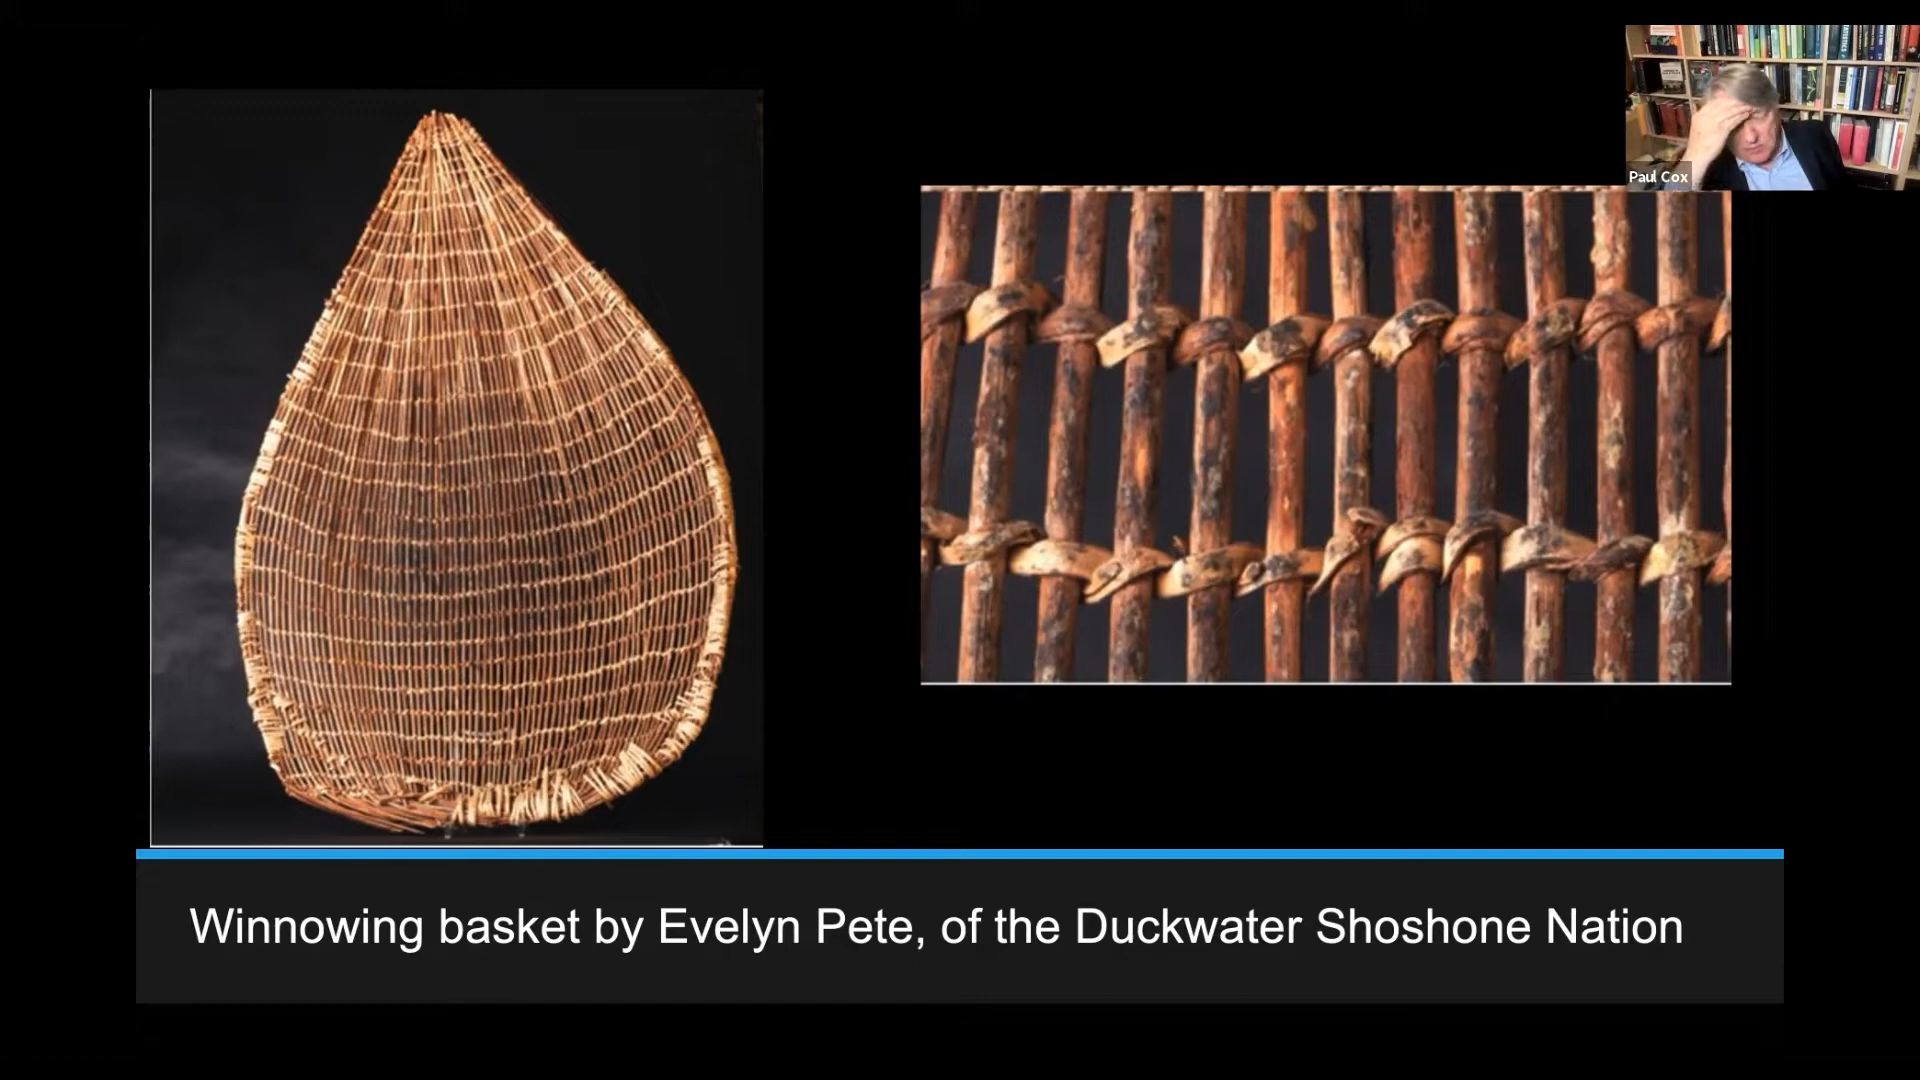 Paul Cox
Winnowing basket by Evelyn Pete, of the Duckwater Shoshone Nation